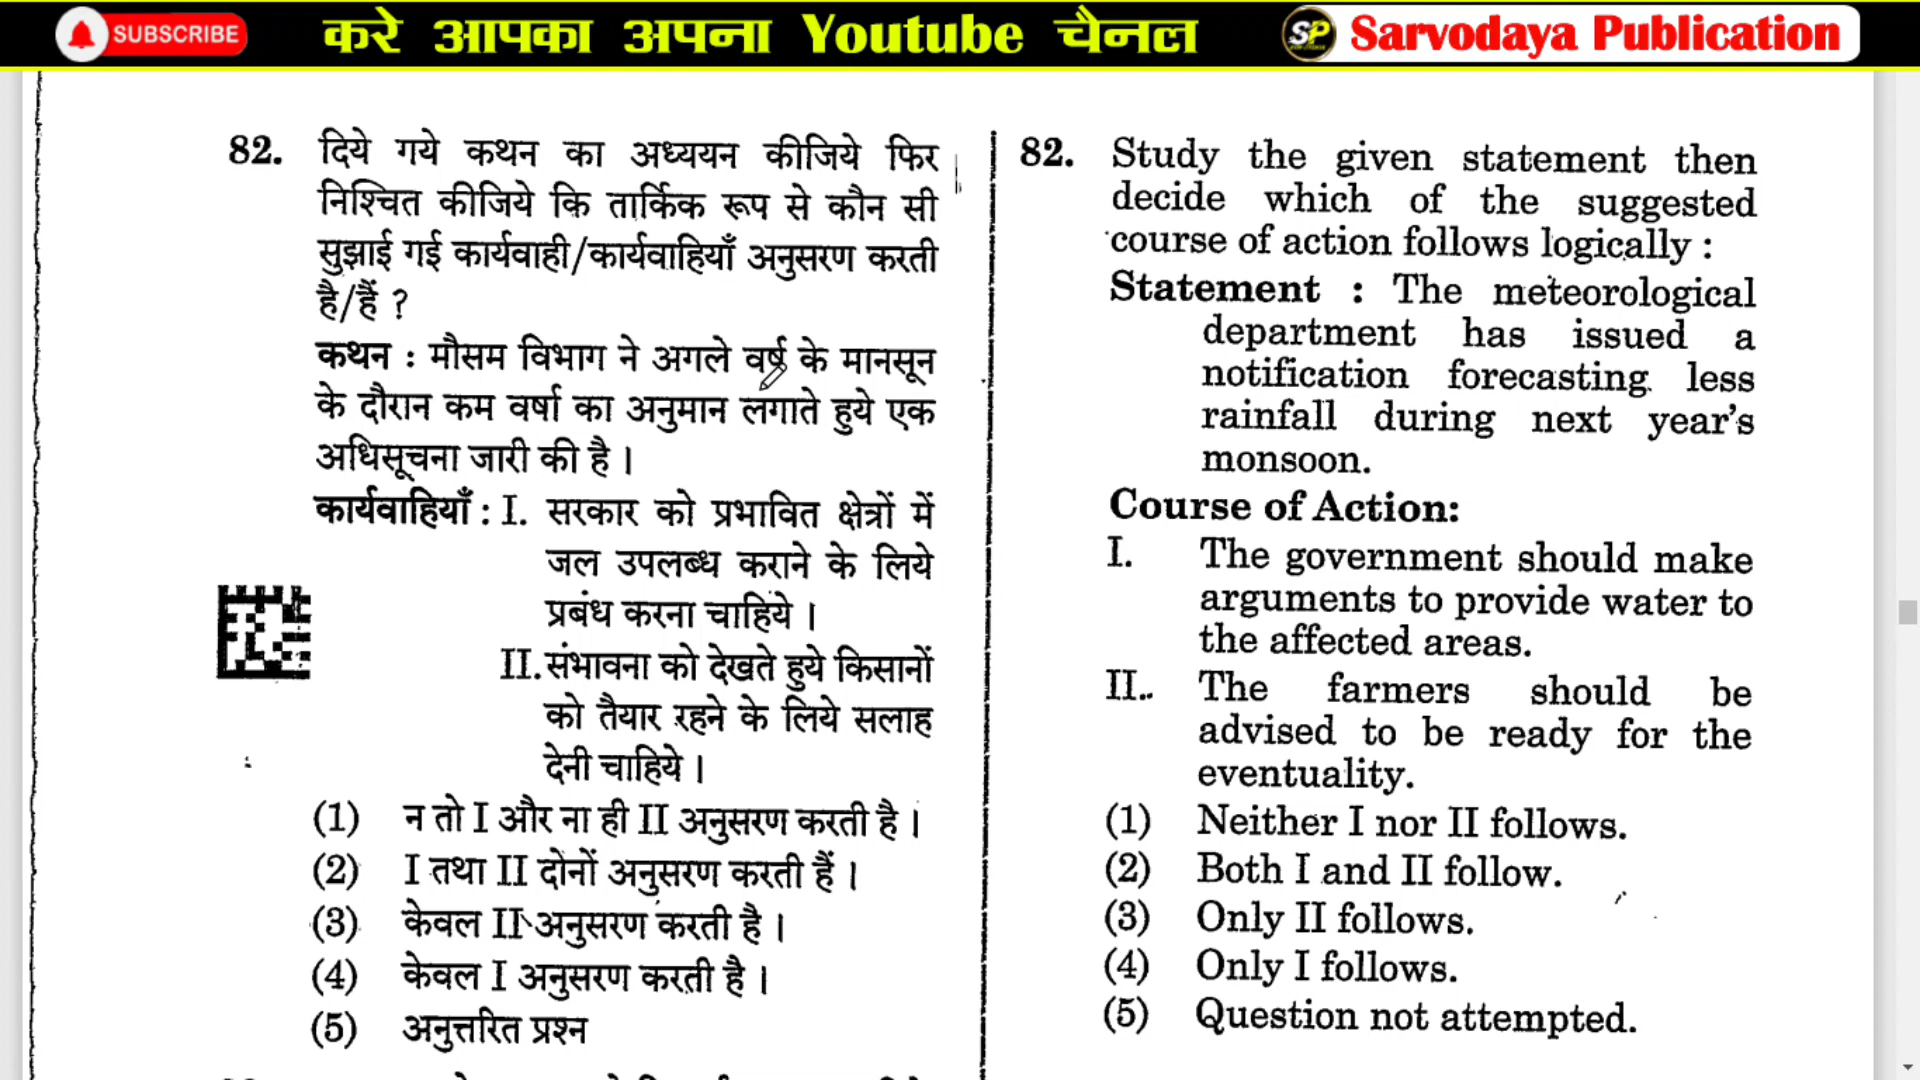 SUBSCRIBE
करे आपका अपना Youtube चैनल
SP
Sarvodaya Publication
82. दिये गये कथन का अध्ययन कीजिये फिर
निश्चित कीजिये कि तार्किक रूप से कौन सी
सुझाई गई कार्यवाही/कार्यवाहियाँ अनुसरण करती
है/हैं ?
कथन : मौसम विभाग ने अगले वर्ष के मानसून
के दौरान कम वर्षा का अनुमान लगाते हुये एक
अधिसूचना जारी की है ।
कार्यवाहियाँ : I. सरकार को प्रभावित क्षेत्रों में
जल उपलब्ध कराने के लिये
प्रबंध करना चाहिये ।
II. संभावना को देखते हुये किसानों
को तैयार रहने के लिये सलाह
देनी चाहिये ।
(1) न तो I और ना ही II अनुसरण करती है ।
(2) I तथा II दोनों अनुसरण करती हैं ।
(3) केवल II अनुसरण करती है ।
(4) केवल I अनुसरण करती है ।
(5) अनुत्तरित प्रश्न
82. Study the given statement then
decide which of the suggested
course of action follows logically :
Statement : The meteorological
department has issued a
notification forecasting less
rainfall during next year's
monsoon.
Course of Action:
I. The government should make
arguments to provide water to
the affected areas.
II. The farmers should be
advised to be ready for the
eventuality.
(1) Neither I nor II follows.
(2) Both I and II follow.
(3) Only II follows.
(4) Only I follows.
(5) Question not attempted.